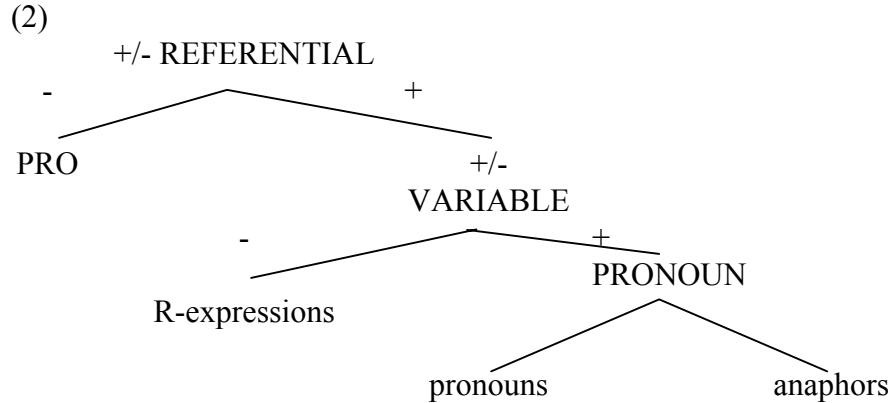 (2)
+/- REFERENTIAL
- +
PRO +/-
VARIABLE
- - +
R-expressions PRONOUN
pronouns anaphors